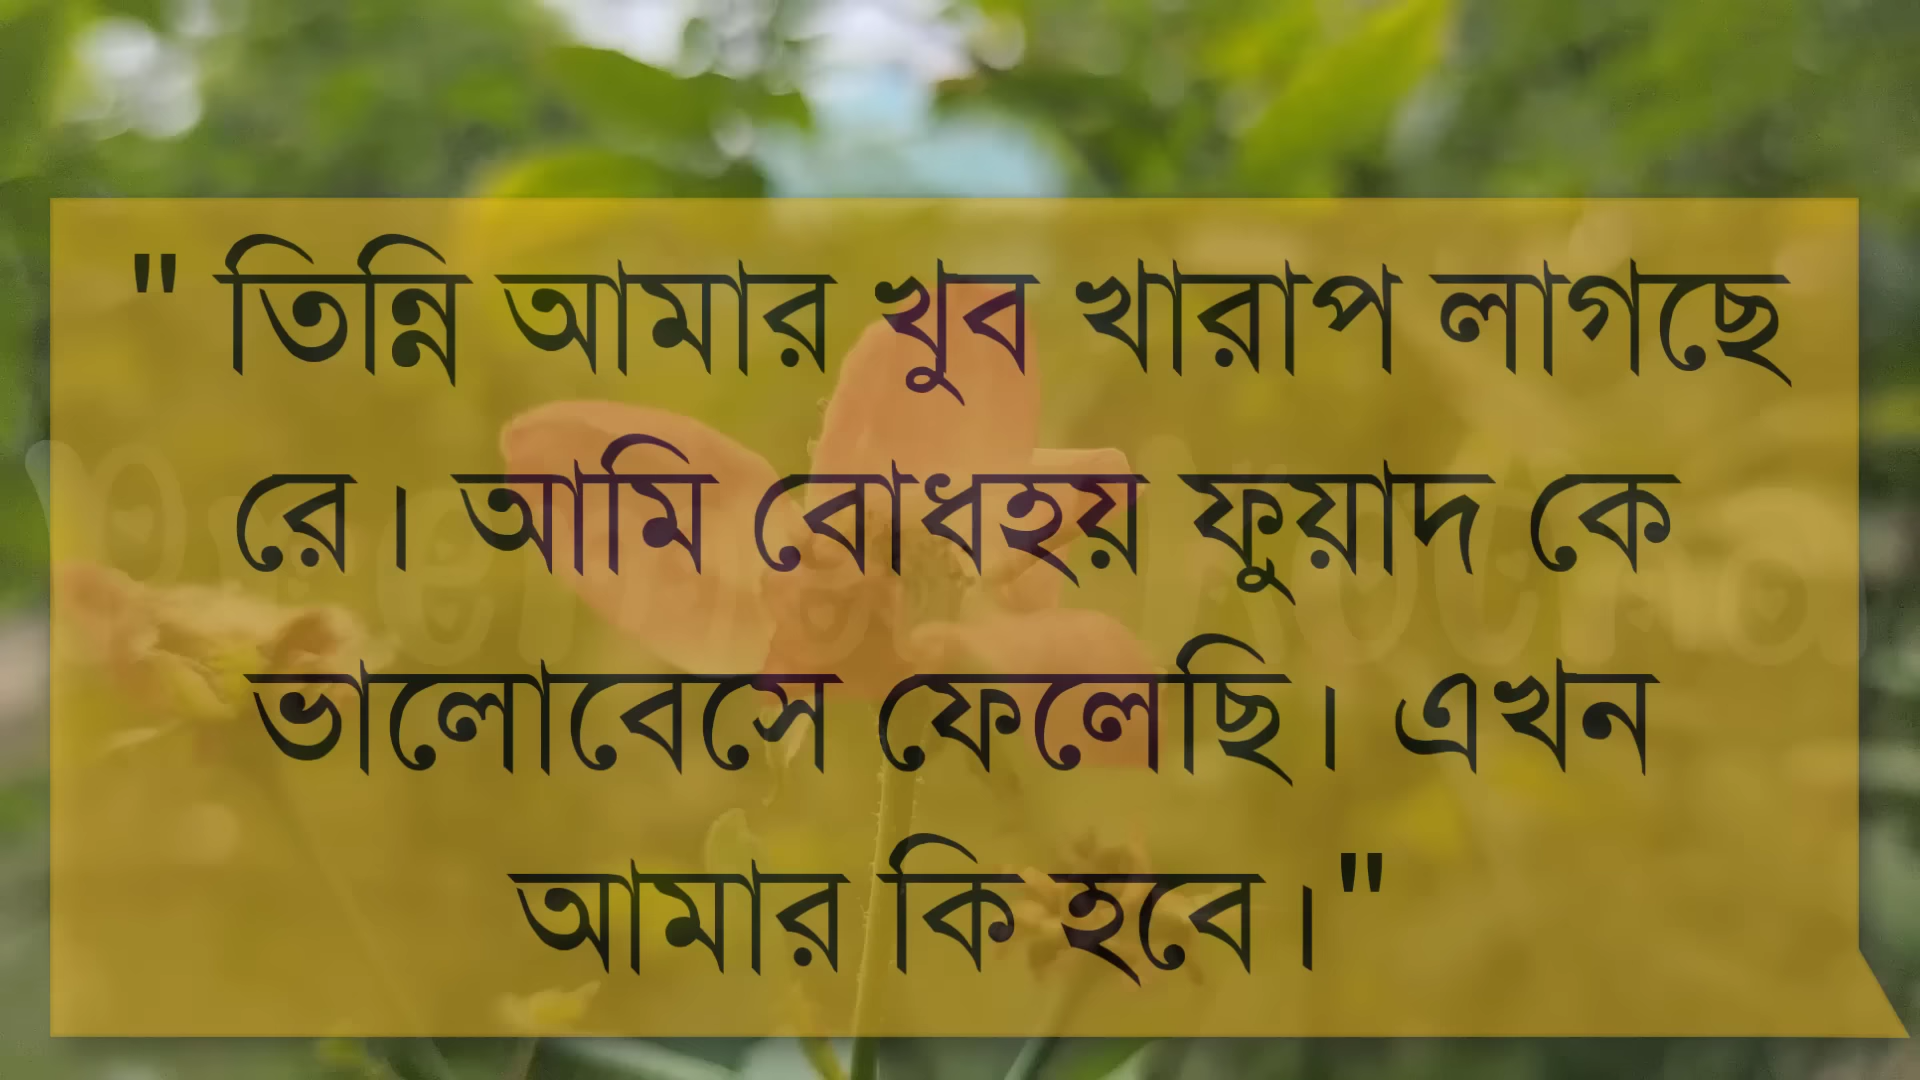 " তিন্নি আমার খুব খারাপ লাগছে
রে। আমি বোধহয় ফুয়াদ কে
ভালোবেসে ফেলেছি। এখন
আমার কি হবে।"